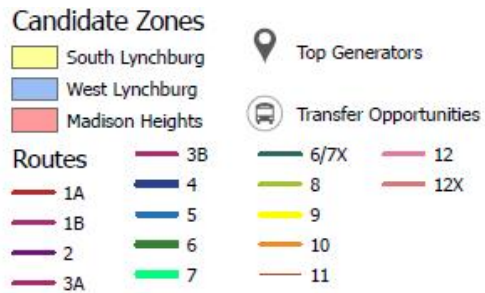 Candidate Zones
South Lynchburg
West Lynchburg
Madison Heights
Top Generators
Transfer Opportunities
Routes
1A
1B
2
3A
3B
4
5
6
7
6/7X
8
9
10
11
12
12X